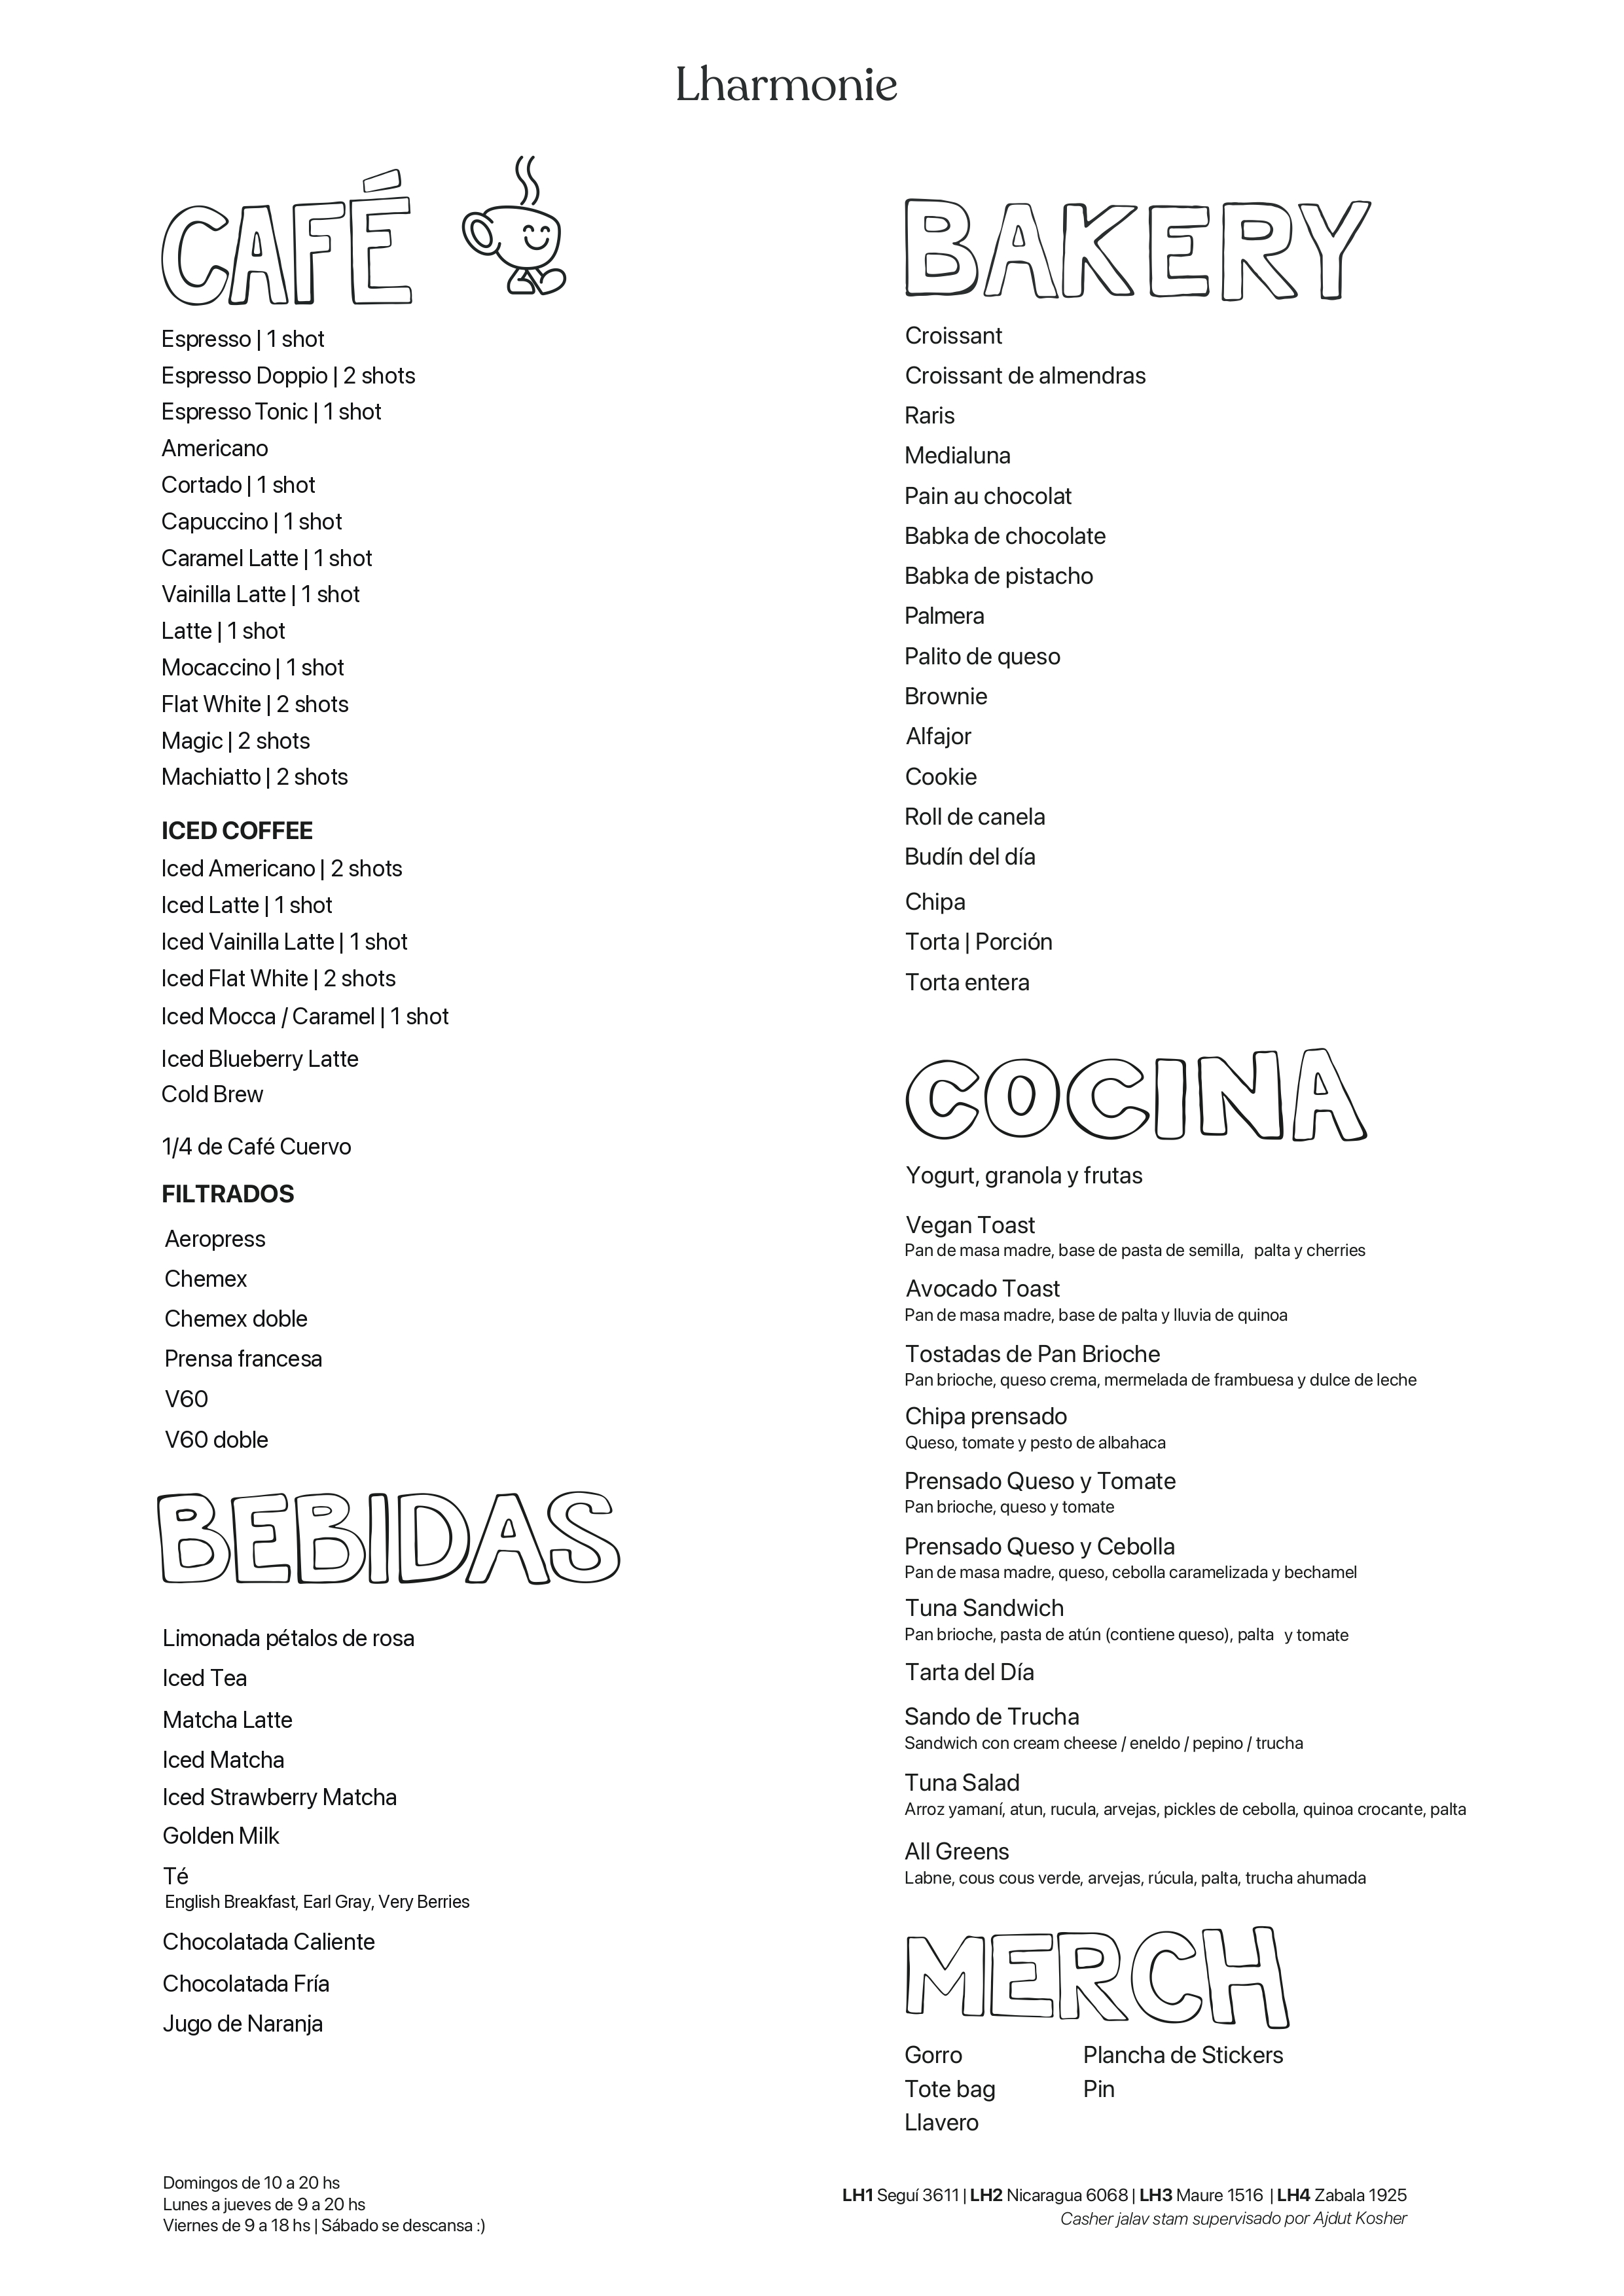 Lharmonie
CAFÉ
Espresso | 1 shot
Espresso Doppio | 2 shots
Espresso Tonic | 1 shot
Americano
Cortado | 1 shot
Capuccino | 1 shot
Caramel Latte | 1 shot
Vainilla Latte | 1 shot
Latte | 1 shot
Mocaccino | 1 shot
Flat White | 2 shots
Magic | 2 shots
Machiatto | 2 shots
ICED COFFEE
Iced Americano | 2 shots
Iced Latte | 1 shot
Iced Vainilla Latte | 1 shot
Iced Flat White | 2 shots
Iced Mocca / Caramel | 1 shot
Iced Blueberry Latte
Cold Brew
1/4 de Café Cuervo
FILTRADOS
Aeropress
Chemex
Chemex doble
Prensa francesa
V60
V60 doble
BEBIDAS
Limonada pétalos de rosa
Iced Tea
Matcha Latte
Iced Matcha
Iced Strawberry Matcha
Golden Milk
Té
English Breakfast, Earl Gray, Very Berries
Chocolatada Caliente
Chocolatada Fría
Jugo de Naranja
BAKERY
Croissant
Croissant de almendras
Raris
Medialuna
Pain au chocolat
Babka de chocolate
Babka de pistacho
Palmera
Palito de queso
Brownie
Alfajor
Cookie
Roll de canela
Budín del día
Chipa
Torta | Porción
Torta entera
COCINA
Yogurt, granola y frutas
Vegan Toast
Pan de masa madre, base de pasta de semilla, palta y cherries
Avocado Toast
Pan de masa madre, base de palta y lluvia de quinoa
Tostadas de Pan Brioche
Pan brioche, queso crema, mermelada de frambuesa y dulce de leche
Chipa prensado
Queso, tomate y pesto de albahaca
Prensado Queso y Tomate
Pan brioche, queso y tomate
Prensado Queso y Cebolla
Pan de masa madre, queso, cebolla caramelizada y bechamel
Tuna Sandwich
Pan brioche, pasta de atún (contiene queso), palta y tomate
Tarta del Día
Sando de Trucha
Sandwich con cream cheese / eneldo / pepino / trucha
Tuna Salad
Arroz yamaní, atun, rucula, arvejas, pickles de cebolla, quinoa crocante, palta
All Greens
Labne, cous cous verde, arvejas, rúcula, palta, trucha ahumada
MERCH
Gorro
Tote bag
Llavero
Plancha de Stickers
Pin
Domingos de 10 a 20 hs
Lunes a jueves de 9 a 20 hs
Viernes de 9 a 18 hs | Sábado se descansa :)
LH1 Seguí 3611 | LH2 Nicaragua 6068 | LH3 Maure 1516 | LH4 Zabala 1925
Casher jalav stam supervisado por Ajdut Kosher